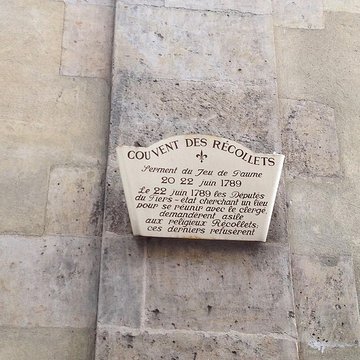 COUVENT DES RÉCOLLETS
Serment du Jeu de Paume
20 22 juin 1789
Le 22 juin 1789 les Députés
du Tiers-état cherchant un lieu
pour se réunir avec le clergé
demandèrent asile
aux religieux Récollets;
ces derniers refusèrent